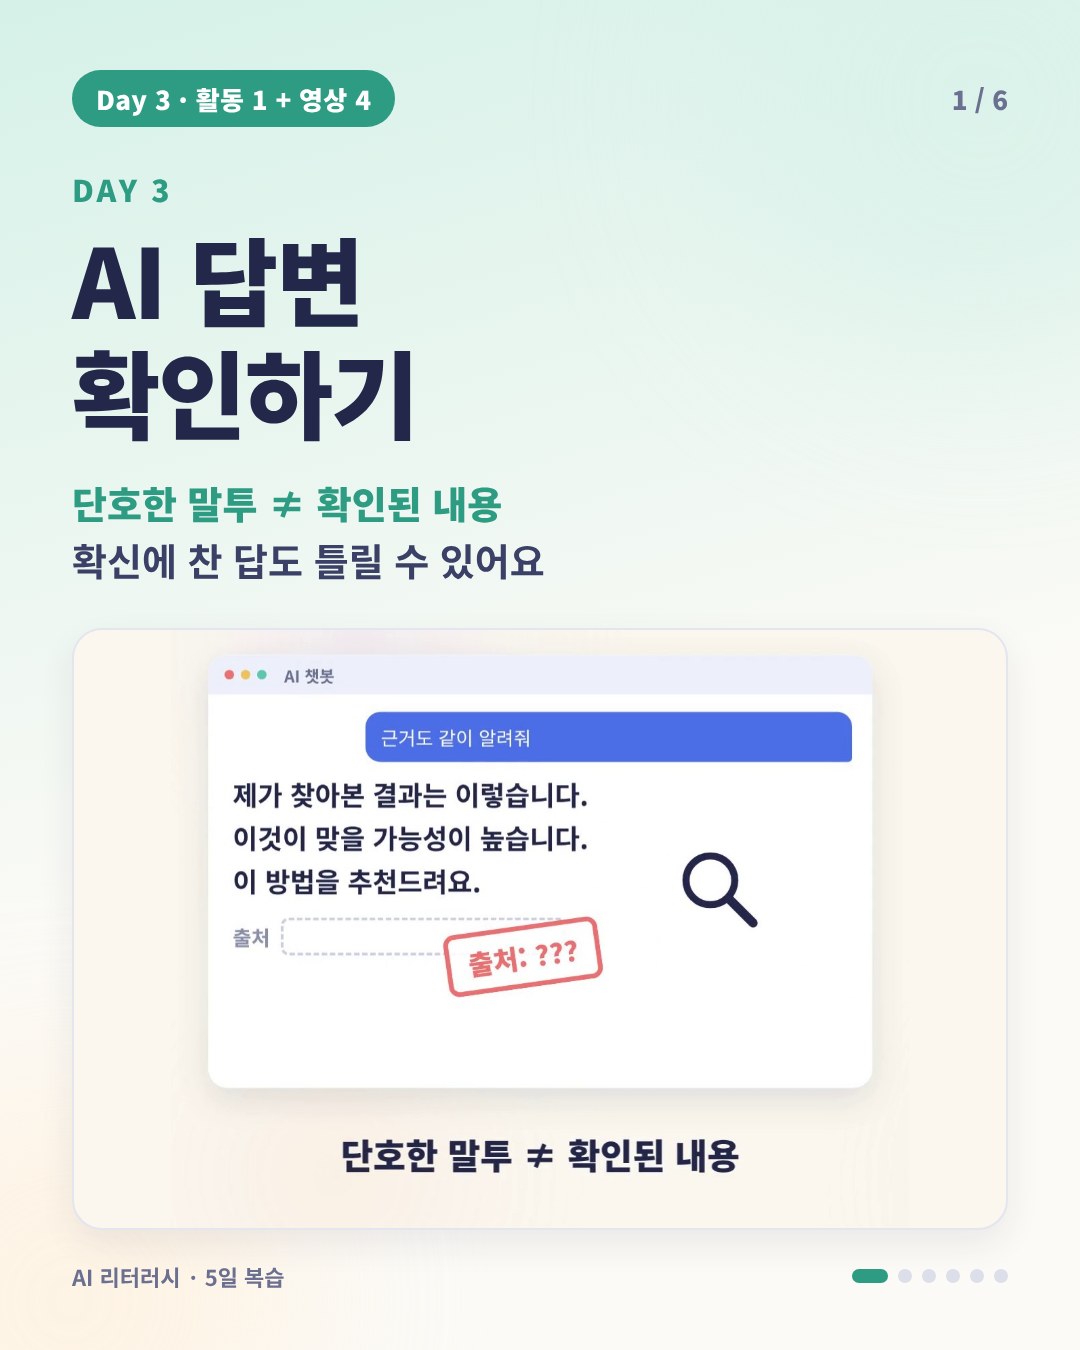 Day 3 · 활동 1 + 영상 4
1 / 6
DAY 3
AI 답변
확인하기
단호한 말투 ≠ 확인된 내용
확신에 찬 답도 틀릴 수 있어요
AI 챗봇
근거도 같이 알려줘
제가 찾아본 결과는 이렇습니다.
이것이 맞을 가능성이 높습니다.
이 방법을 추천드려요.
출처
출처: ???
단호한 말투 ≠ 확인된 내용
AI 리터러시 · 5일 복습